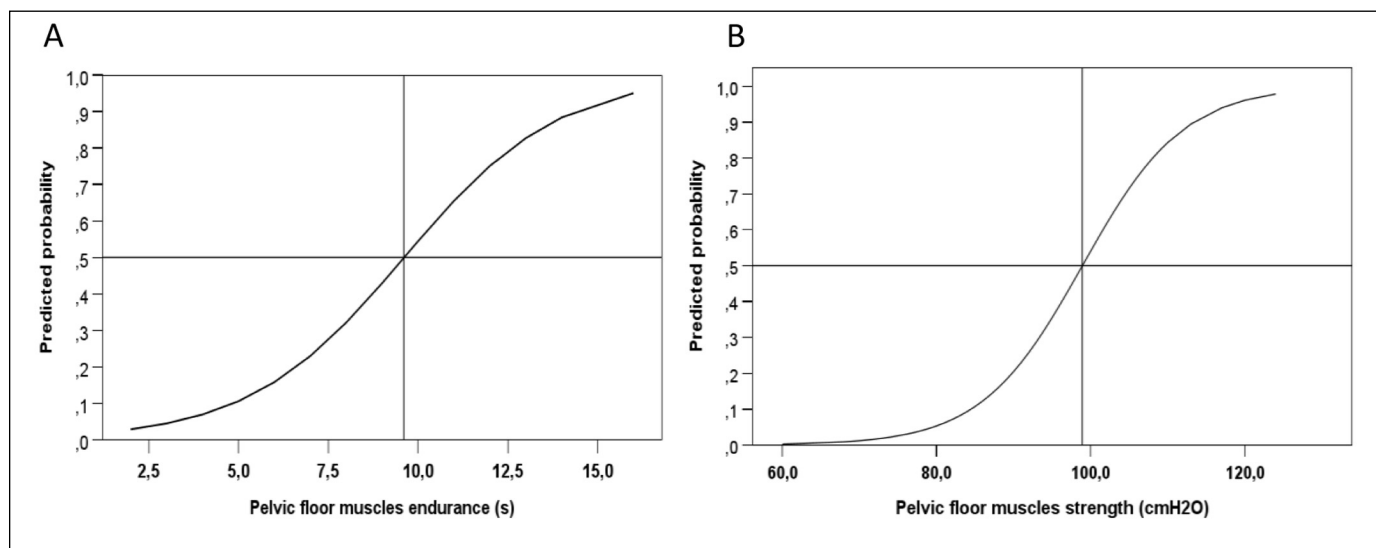 A
1,0
,9
,8
,7
,6
,5
,4
,3
,2
,1
,0
Predicted probability
2,5 5,0 7,5 10,0 12,5 15,0
Pelvic floor muscles endurance (s)
B
1,0
,9
,8
,7
,6
,5
,4
,3
,2
,1
,0
Predicted probability
60,0 80,0 100,0 120,0
Pelvic floor muscles strength (cmH2O)